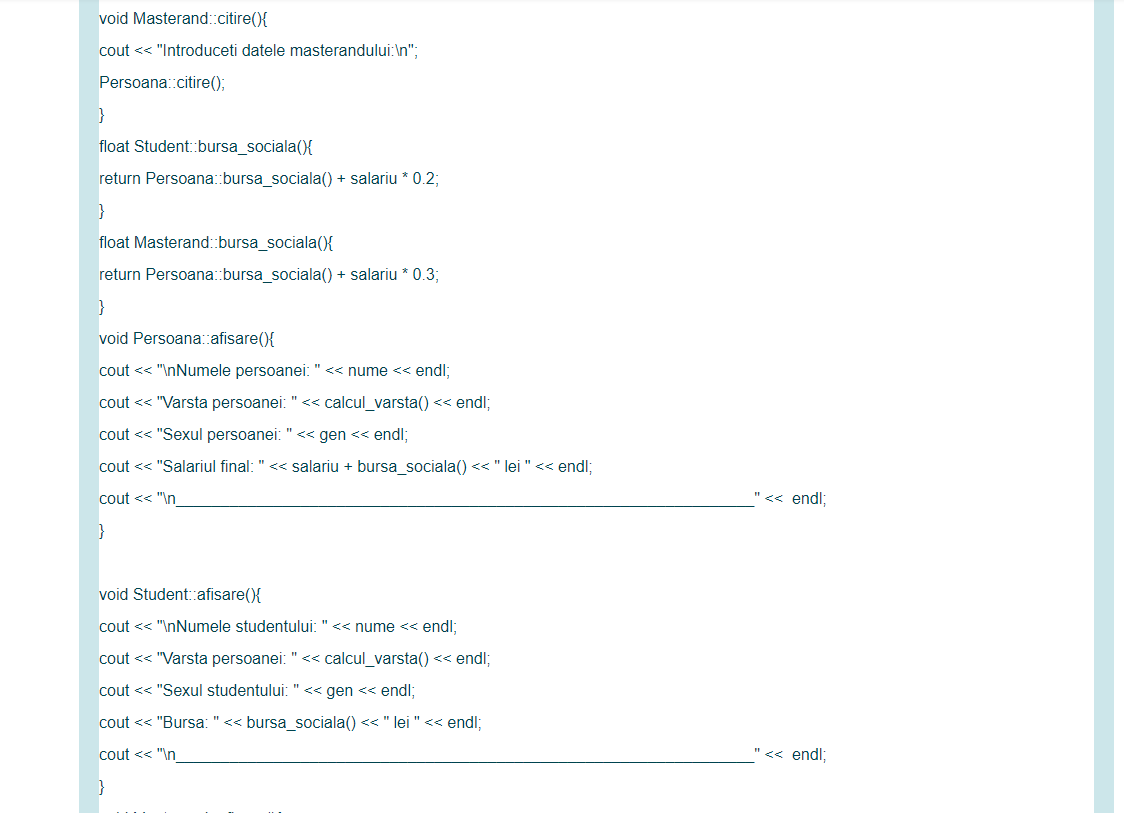 void Masterand::citire(){
cout << "Introduceti datele masterandului:\n";
Persoana::citire();
}
float Student::bursa_sociala(){
return Persoana::bursa_sociala() + salariu * 0.2;
}
float Masterand::bursa_sociala(){
return Persoana::bursa_sociala() + salariu * 0.3;
}
void Persoana::afisare(){
cout << "\nNumele persoanei: " << nume << endl;
cout << "Varsta persoanei: " << calcul_varsta() << endl;
cout << "Sexul persoanei: " << gen << endl;
cout << "Salariul final: " << salariu + bursa_sociala() << " lei " << endl;
cout << "\n_________________________________________________________________" <<  endl;
}
void Student::afisare(){
cout << "\nNumele studentului: " << nume << endl;
cout << "Varsta persoanei: " << calcul_varsta() << endl;
cout << "Sexul studentului: " << gen << endl;
cout << "Bursa: " << bursa_sociala() << " lei " << endl;
cout << "\n_________________________________________________________________" <<  endl;
}